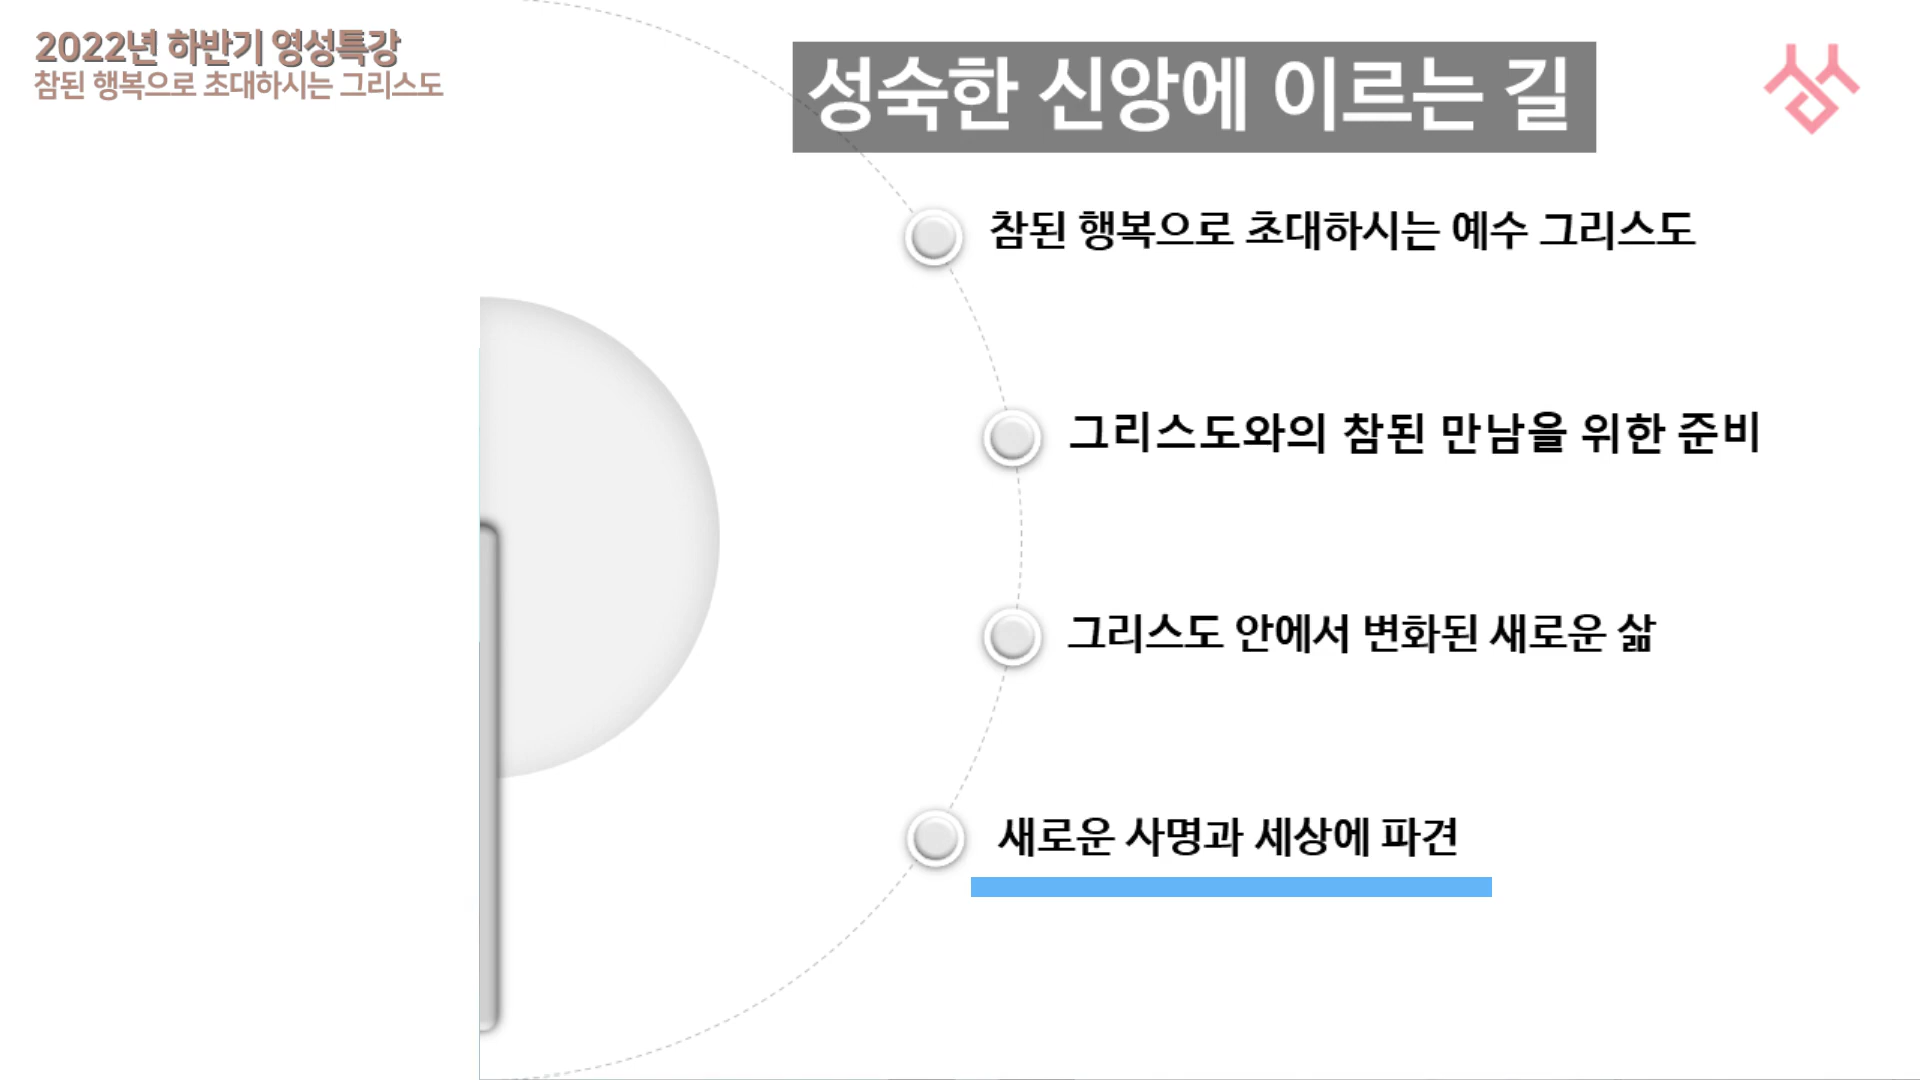 2022년 하반기 영성특강
참된 행복으로 초대하시는 그리스도
성숙한 신앙에 이르는 길
참된 행복으로 초대하시는 예수 그리스도
그리스도와의 참된 만남을 위한 준비
그리스도 안에서 변화된 새로운 삶
새로운 사명과 세상에 파견